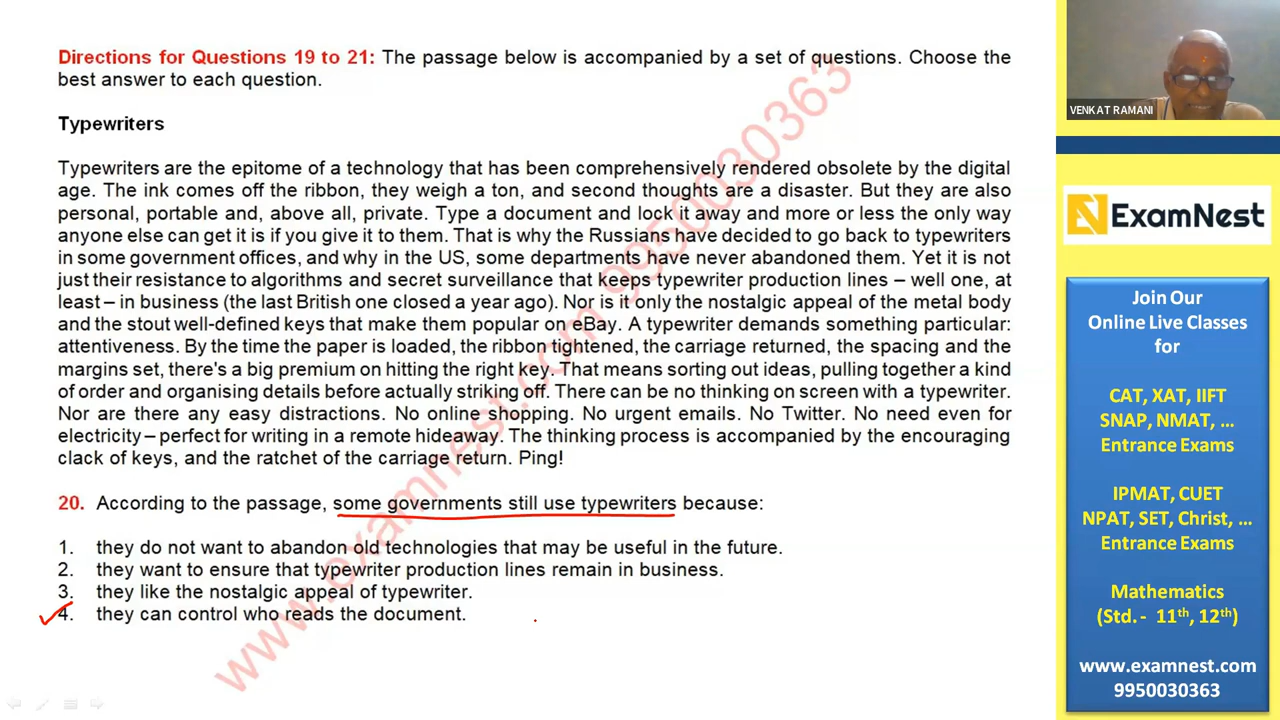 Directions for Questions 19 to 21: The passage below is accompanied by a set of questions. Choose the
best answer to each question.
Typewriters
Typewriters are the epitome of a technology that has been comprehensively rendered obsolete by the digital
age. The ink comes off the ribbon, they weigh a ton, and second thoughts are a disaster. But they are also
personal, portable and, above all, private. Type a document and lock it away and more or less the only way
anyone else can get it is if you give it to them. That is why the Russians have decided to go back to typewriters
in some government offices, and why in the US, some departments have never abandoned them. Yet it is not
just their resistance to algorithms and secret surveillance that keeps typewriter production lines – well one, at
least – in business (the last British one closed a year ago). Nor is it only the nostalgic appeal of the metal body
and the stout well-defined keys that make them popular on eBay. A typewriter demands something particular:
attentiveness. By the time the paper is loaded, the ribbon tightened, the carriage returned, the spacing and the
margins set, there's a big premium on hitting the right key. That means sorting out ideas, pulling together a kind
of order and organising details before actually striking off. There can be no thinking on screen with a typewriter.
Nor are there any easy distractions. No online shopping. No urgent emails. No Twitter. No need even for
electricity – perfect for writing in a remote hideaway. The thinking process is accompanied by the encouraging
clack of keys, and the ratchet of the carriage return. Ping!
20. According to the passage, some governments still use typewriters because:
1. they do not want to abandon old technologies that may be useful in the future.
2. they want to ensure that typewriter production lines remain in business.
3. they like the nostalgic appeal of typewriter.
4. they can control who reads the document.
www.examnest.com 9950030363
VENKAT RAMANI
ExamNest
Join Our
Online Live Classes
for
CAT, XAT, IIFT
SNAP, NMAT, ...
Entrance Exams
IPMAT, CUET
NPAT, SET, Christ, ...
Entrance Exams
Mathematics
(Std. - 11th, 12th)
www.examnest.com
9950030363